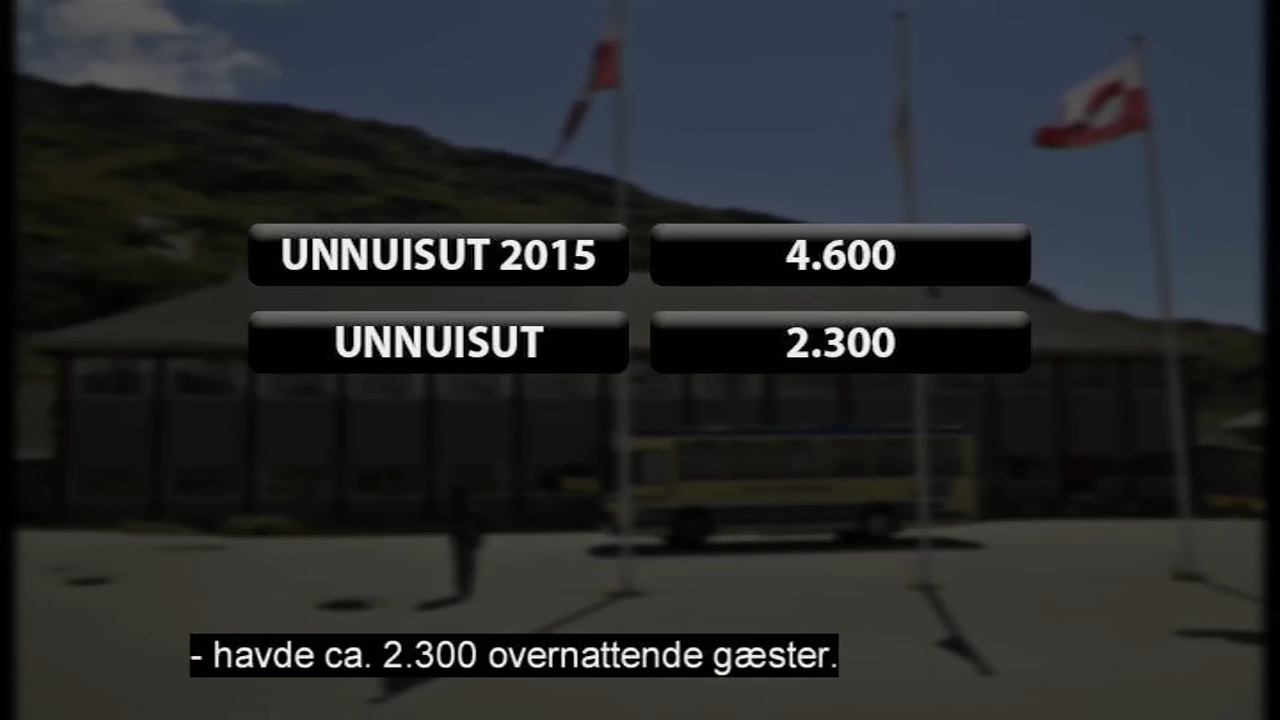 UNNUISUT 2015 4.600
UNNUISUT 2.300
- havde ca. 2.300 overnattende gæster.